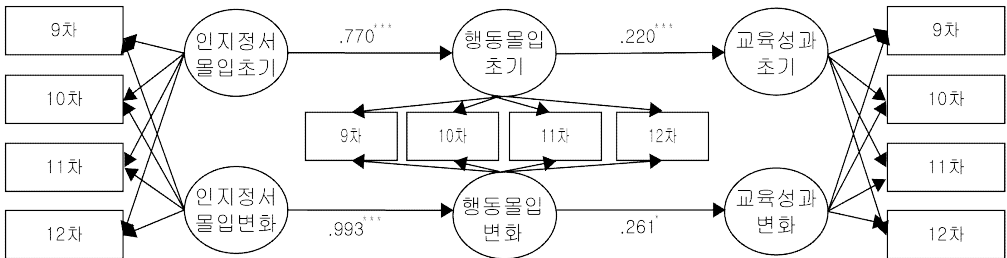 9차
10차
11차
12차
인지정서
몰입초기
.770***
행동몰입
초기
.220***
교육성과
초기
9차
10차
11차
12차
인지정서
몰입변화
.993***
행동몰입
변화
.261*
교육성과
변화
9차
10차
11차
12차